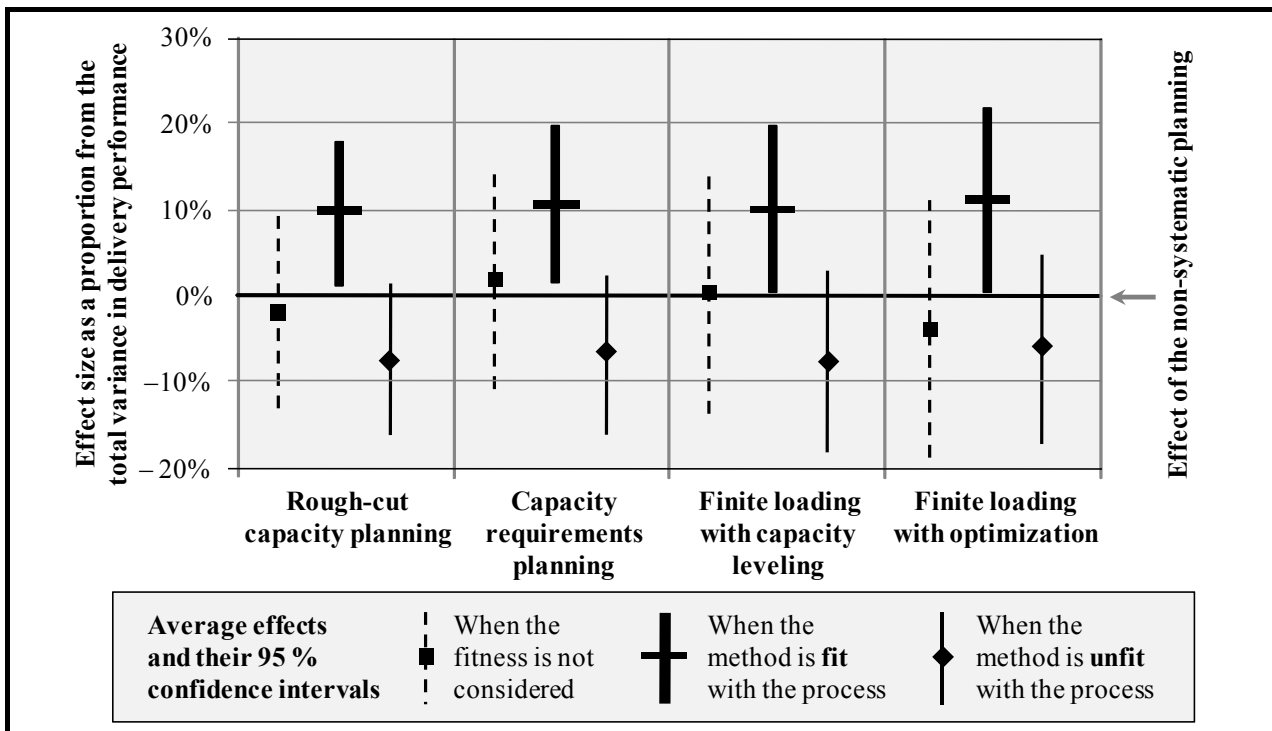 Effect size as a proportion from the
total variance in delivery performance
30%
20%
10%
0%
–10%
–20%
Effect of the non-systematic planning
Rough-cut
capacity planning
Capacity
requirements
planning
Finite loading
with capacity
leveling
Finite loading
with optimization
Average effects
and their 95 %
confidence intervals
When the
fitness is not
considered
When the
method is fit
with the process
When the
method is unfit
with the process